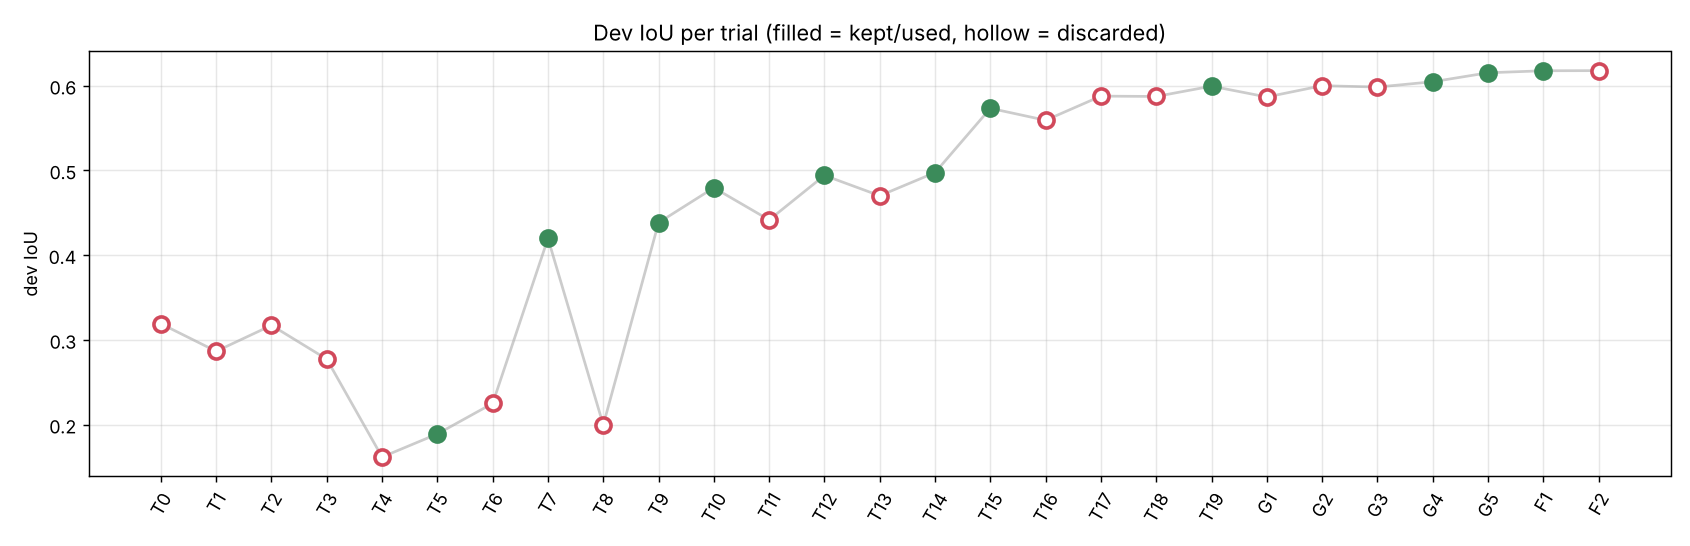 Dev IoU per trial (filled = kept/used, hollow = discarded)
dev IoU
0.6
0.5
0.4
0.3
0.2
T0 T1 T2 T3 T4 T5 T6 T7 T8 T9 T10 T11 T12 T13 T14 T15 T16 T17 T18 T19 G1 G2 G3 G4 G5 F1 F2